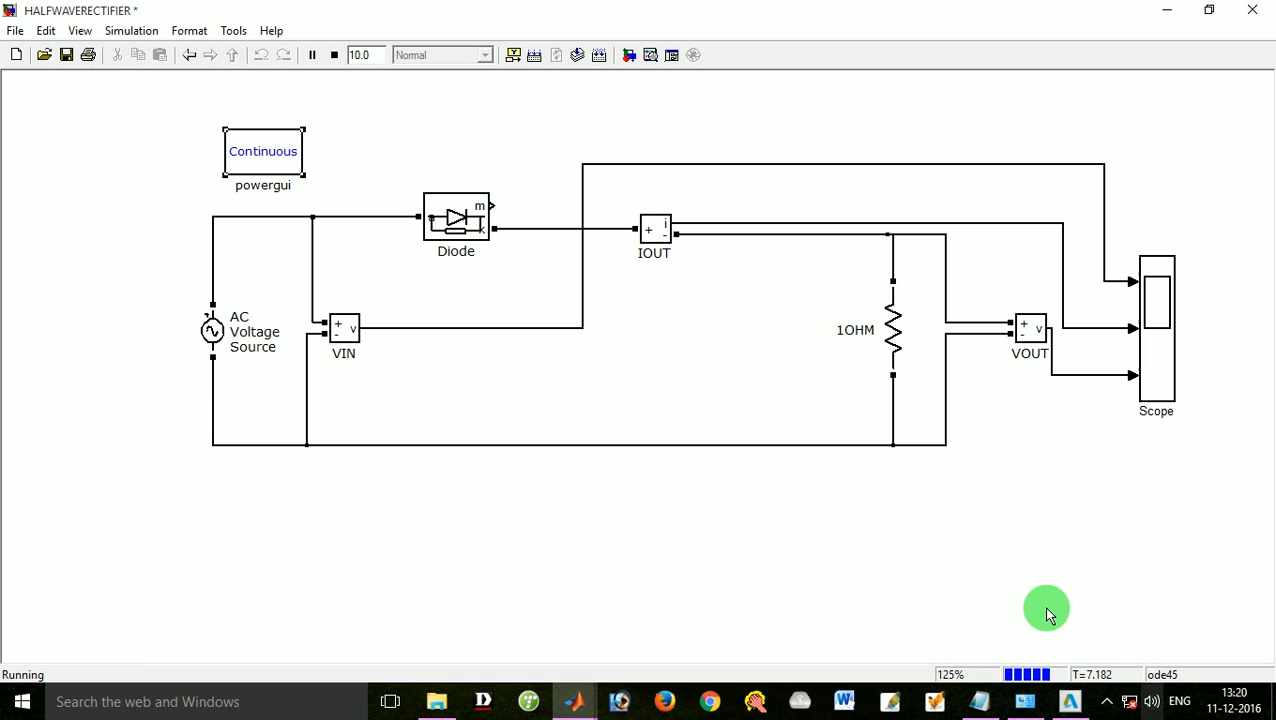 HALFWAVERECTIFIER *
File Edit View Simulation Format Tools Help
10.0 Normal
Continuous
powergui
m
k
Diode
+ i
-
IOUT
AC
Voltage
Source
+ v
-
VIN
1OHM
+ v
-
VOUT
Scope
Running 125% T=7.182 ode45
Search the web and Windows
ENG
13:20
11-12-2016